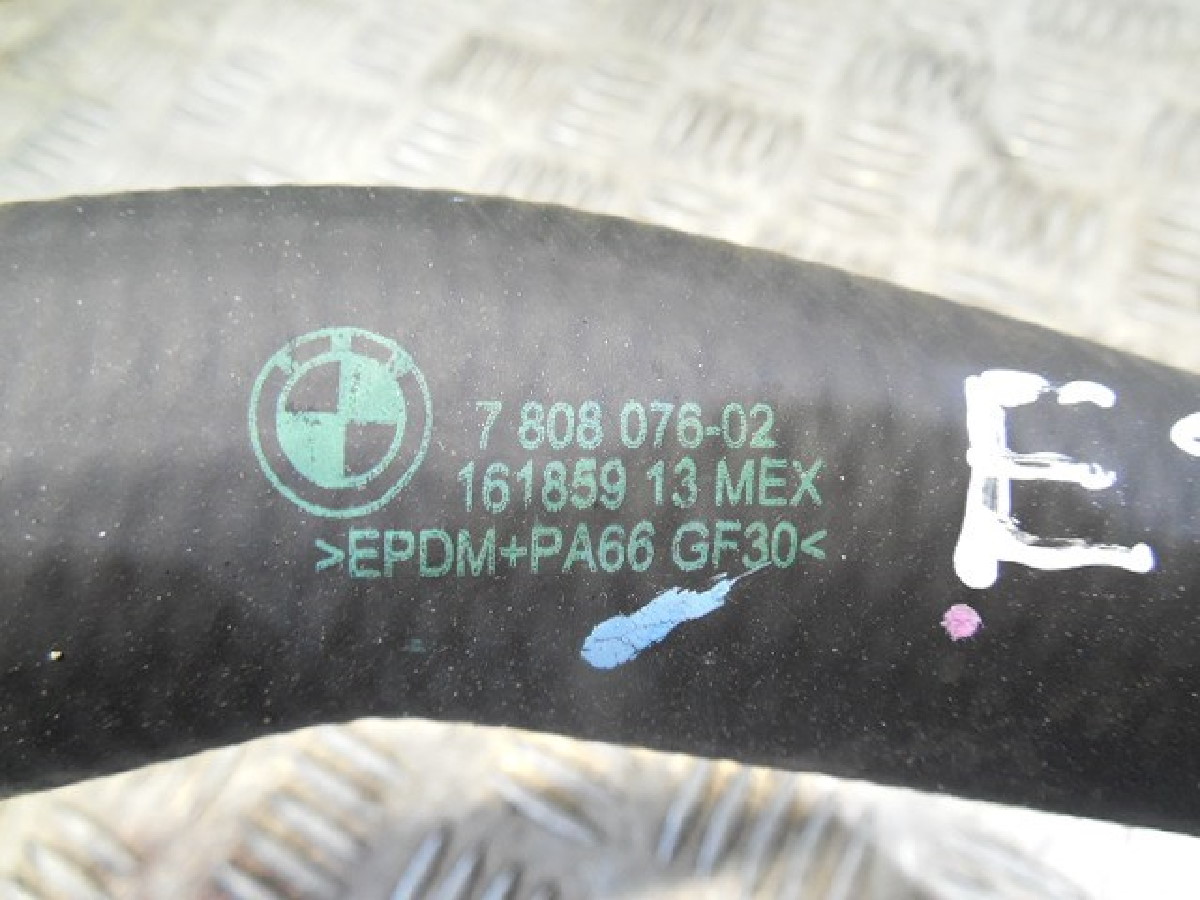 7 808 076-02
161859 13 MEX
>EPDM+PA66 GF30<
E